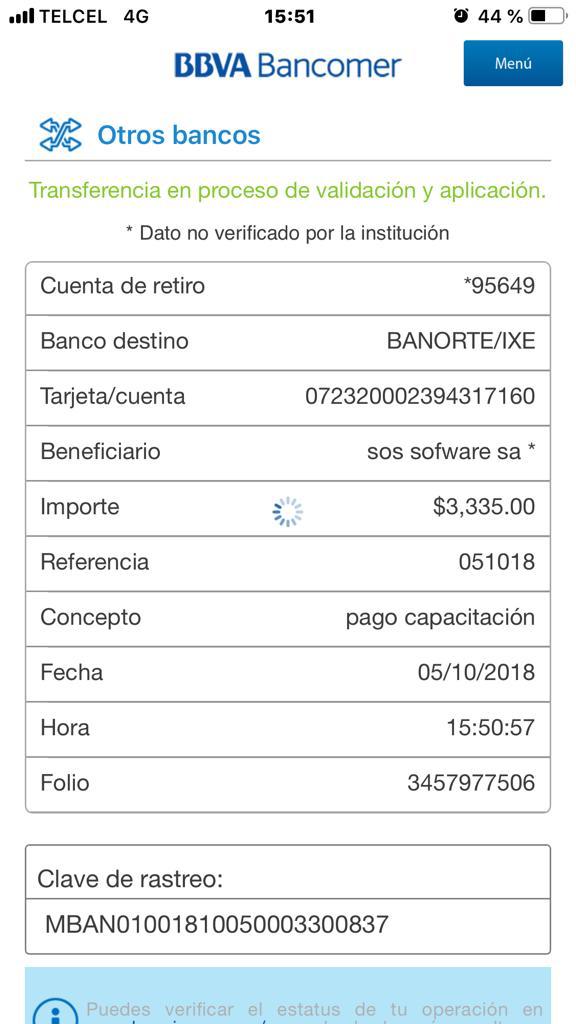 TELCEL 4G 15:51 44 %
BBVA Bancomer Menú
Otros bancos
Transferencia en proceso de validación y aplicación.
* Dato no verificado por la institución
Cuenta de retiro *95649
Banco destino BANORTE/IXE
Tarjeta/cuenta 072320002394317160
Beneficiario sos sofware sa *
Importe $3,335.00
Referencia 051018
Concepto pago capacitación
Fecha 05/10/2018
Hora 15:50:57
Folio 3457977506
Clave de rastreo:
MBAN01001810050003300837
Puedes verificar el estatus de tu operación en